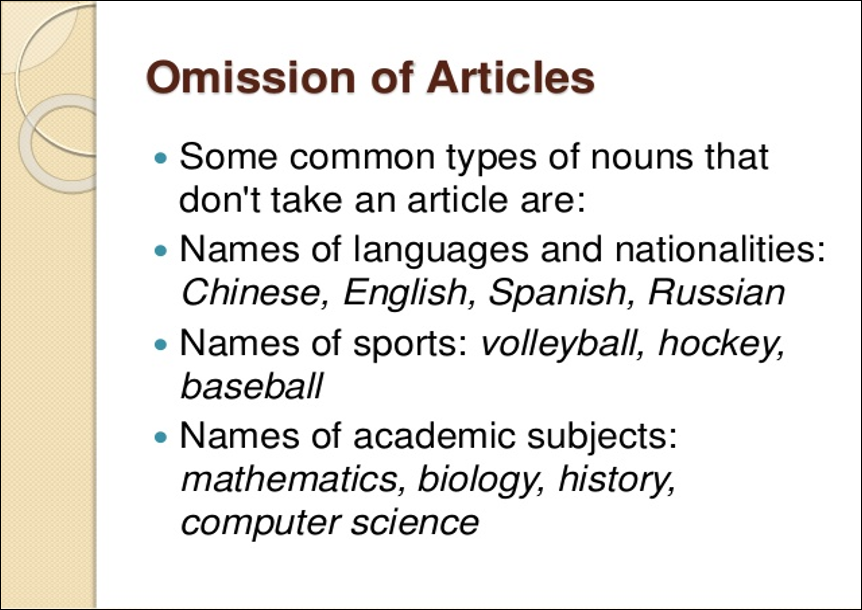 Omission of Articles
Some common types of nouns that
don't take an article are:
Names of languages and nationalities:
Chinese, English, Spanish, Russian
Names of sports: volleyball, hockey,
baseball
Names of academic subjects:
mathematics, biology, history,
computer science